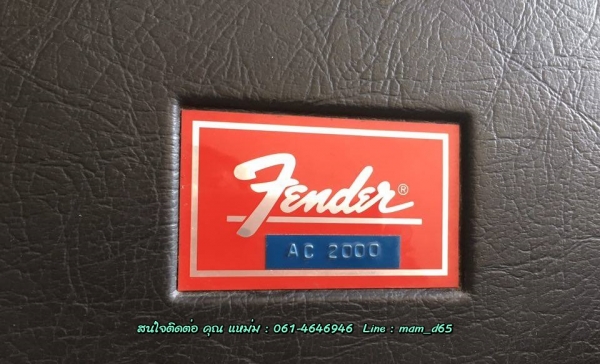 Fender®
AC 2000
สนใจติดต่อ คุณ แหม่ม : 061-4646946 Line : mam_d65